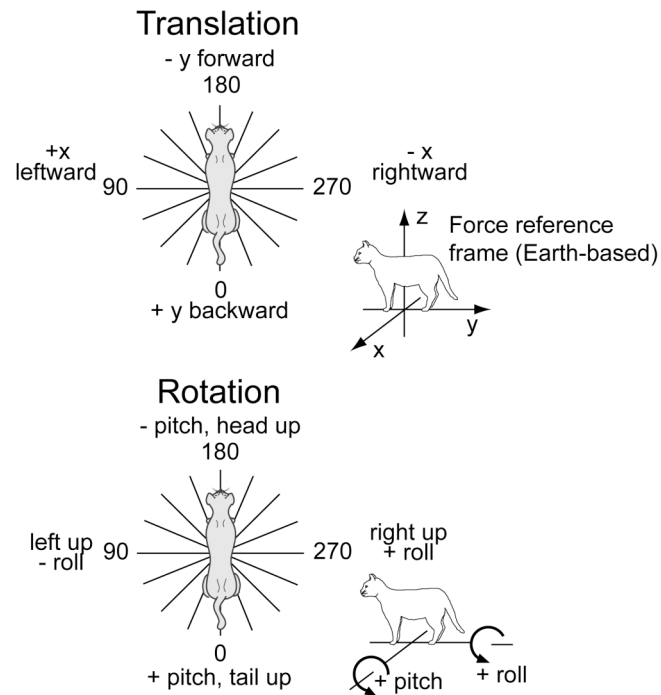 Translation
- y forward
180
+x
leftward
90
270
- x
rightward
0
+ y backward
z
Force reference
frame (Earth-based)
y
x
Rotation
- pitch, head up
180
left up
- roll
90
270
right up
+ roll
0
+ pitch, tail up
+ pitch
+ roll